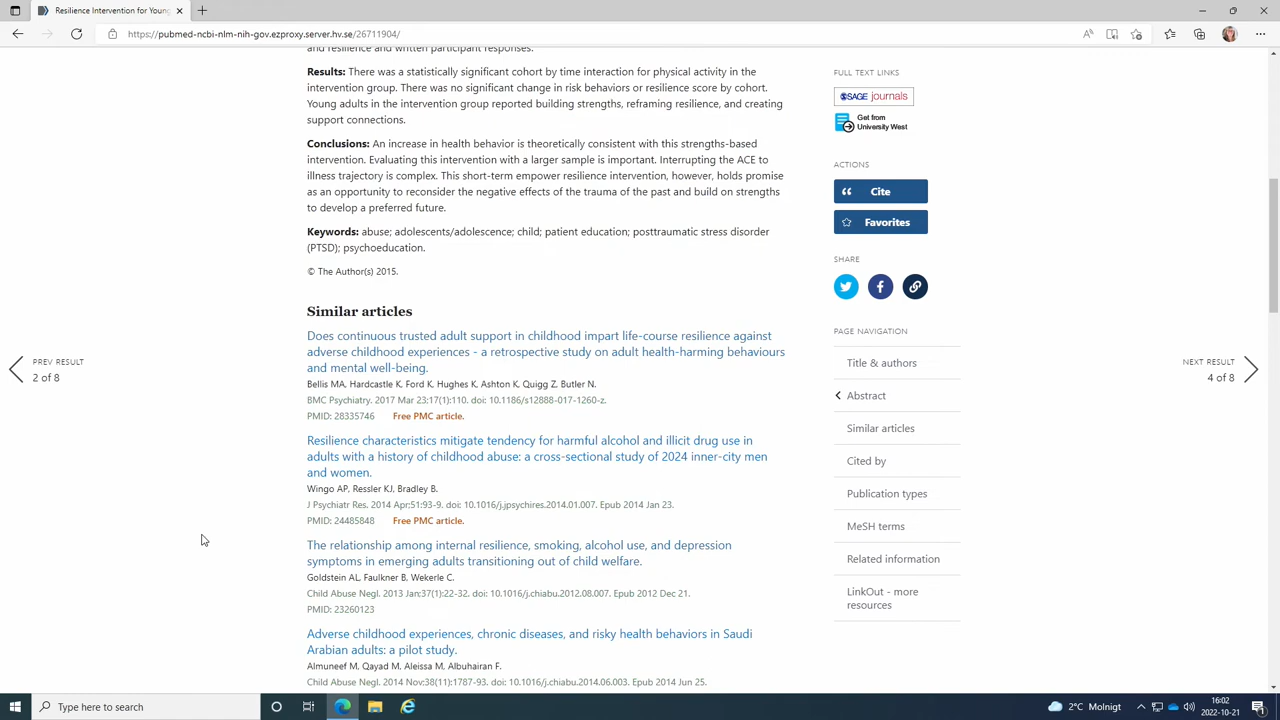 Resilience Intervention for Young
https://pubmed-ncbi-nlm-nih-gov.ezproxy.server.hv.se/26711904/
and resilience and written participant responses.
Results: There was a statistically significant cohort by time interaction for physical activity in the
intervention group. There was no significant change in risk behaviors or resilience score by cohort.
Young adults in the intervention group reported building strengths, reframing resilience, and creating
support connections.
Conclusions: An increase in health behavior is theoretically consistent with this strengths-based
intervention. Evaluating this intervention with a larger sample is important. Interrupting the ACE to
illness trajectory is complex. This short-term empower resilience intervention, however, holds promise
as an opportunity to reconsider the negative effects of the trauma of the past and build on strengths
to develop a preferred future.
Keywords: abuse; adolescents/adolescence; child; patient education; posttraumatic stress disorder
(PTSD); psychoeducation.
© The Author(s) 2015.
Similar articles
Does continuous trusted adult support in childhood impart life-course resilience against
adverse childhood experiences - a retrospective study on adult health-harming behaviours
and mental well-being.
Bellis MA, Hardcastle K, Ford K, Hughes K, Ashton K, Quigg Z, Butler N.
BMC Psychiatry. 2017 Mar 23;17(1):110. doi: 10.1186/s12888-017-1260-z.
PMID: 28335746 Free PMC article.
Resilience characteristics mitigate tendency for harmful alcohol and illicit drug use in
adults with a history of childhood abuse: a cross-sectional study of 2024 inner-city men
and women.
Wingo AP, Ressler KJ, Bradley B.
J Psychiatr Res. 2014 Apr;51:93-9. doi: 10.1016/j.jpsychires.2014.01.007. Epub 2014 Jan 23.
PMID: 24485848 Free PMC article.
The relationship among internal resilience, smoking, alcohol use, and depression
symptoms in emerging adults transitioning out of child welfare.
Goldstein AL, Faulkner B, Wekerle C.
Child Abuse Negl. 2013 Jan;37(1):22-32. doi: 10.1016/j.chiabu.2012.08.007. Epub 2012 Dec 21.
PMID: 23260123
Adverse childhood experiences, chronic diseases, and risky health behaviors in Saudi
Arabian adults: a pilot study.
Almuneef M, Qayad M, Aleissa M, Albuhairan F.
Child Abuse Negl. 2014 Nov;38(11):1787-93. doi: 10.1016/j.chiabu.2014.06.003. Epub 2014 Jun 25.
PREV RESULT
2 of 8
NEXT RESULT
4 of 8
FULL TEXT LINKS
SAGE journals
Get from
University West
ACTIONS
Cite
Favorites
SHARE
PAGE NAVIGATION
Title & authors
Abstract
Similar articles
Cited by
Publication types
MeSH terms
Related information
LinkOut - more
resources
Type here to search
2°C Molnigt
16:02
2022-10-21
1